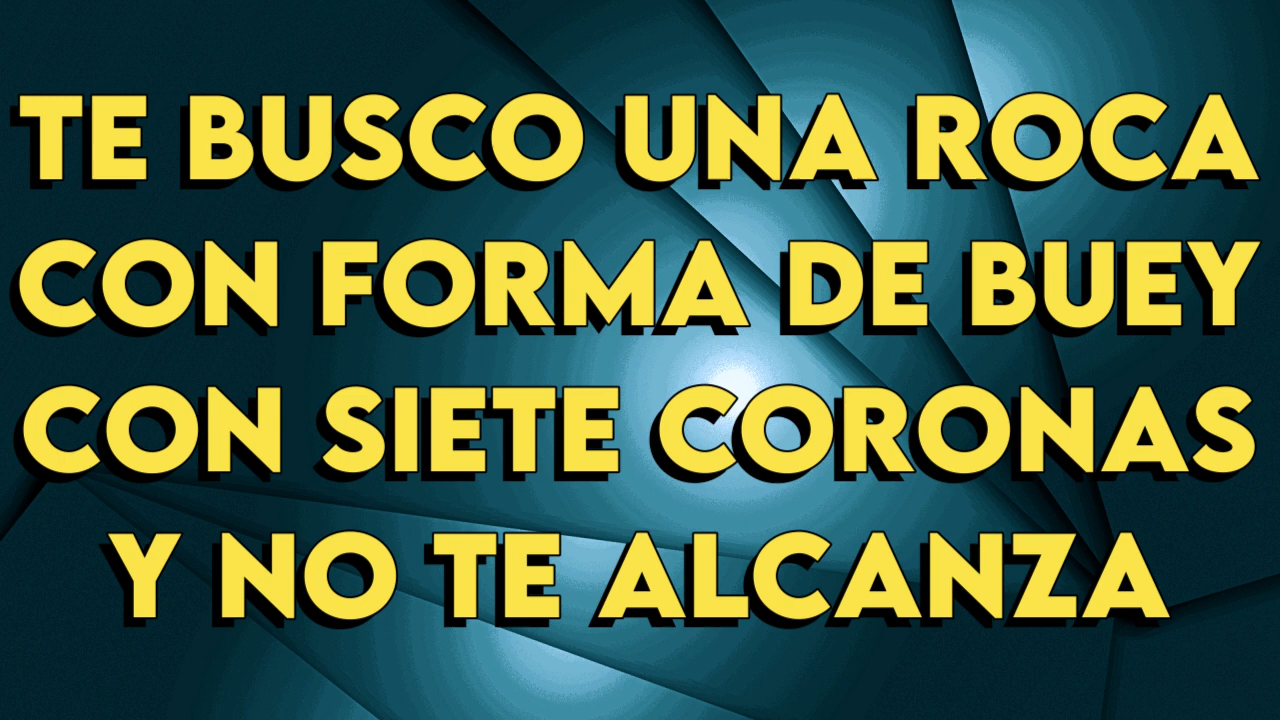 TE BUSCO UNA ROCA
CON FORMA DE BUEY
CON SIETE CORONAS
Y NO TE ALCANZA